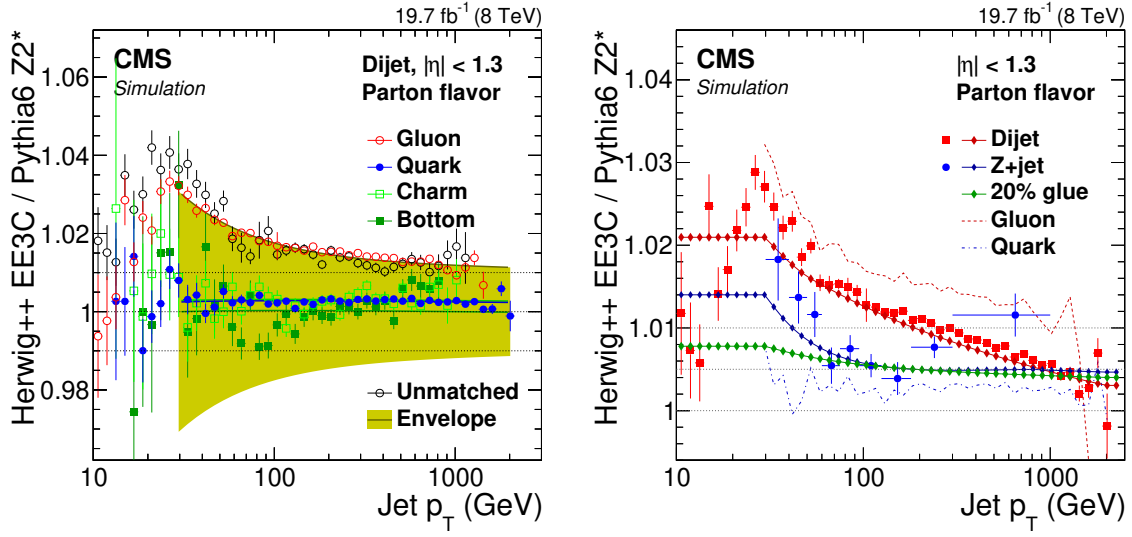 19.7 fb⁻¹ (8 TeV)
CMS
Simulation
Dijet, |η| < 1.3
Parton flavor
Gluon
Quark
Charm
Bottom
Unmatched
Envelope
Herwig++ EE3C / Pythia6 Z2*
1.06
1.04
1.02
1.00
0.98
10
100
1000
Jet p_T (GeV)
19.7 fb⁻¹ (8 TeV)
CMS
Simulation
|η| < 1.3
Parton flavor
Dijet
Z+jet
20% glue
Gluon
Quark
Herwig++ EE3C / Pythia6 Z2*
1.04
1.03
1.02
1.01
1
10
100
1000
Jet p_T (GeV)